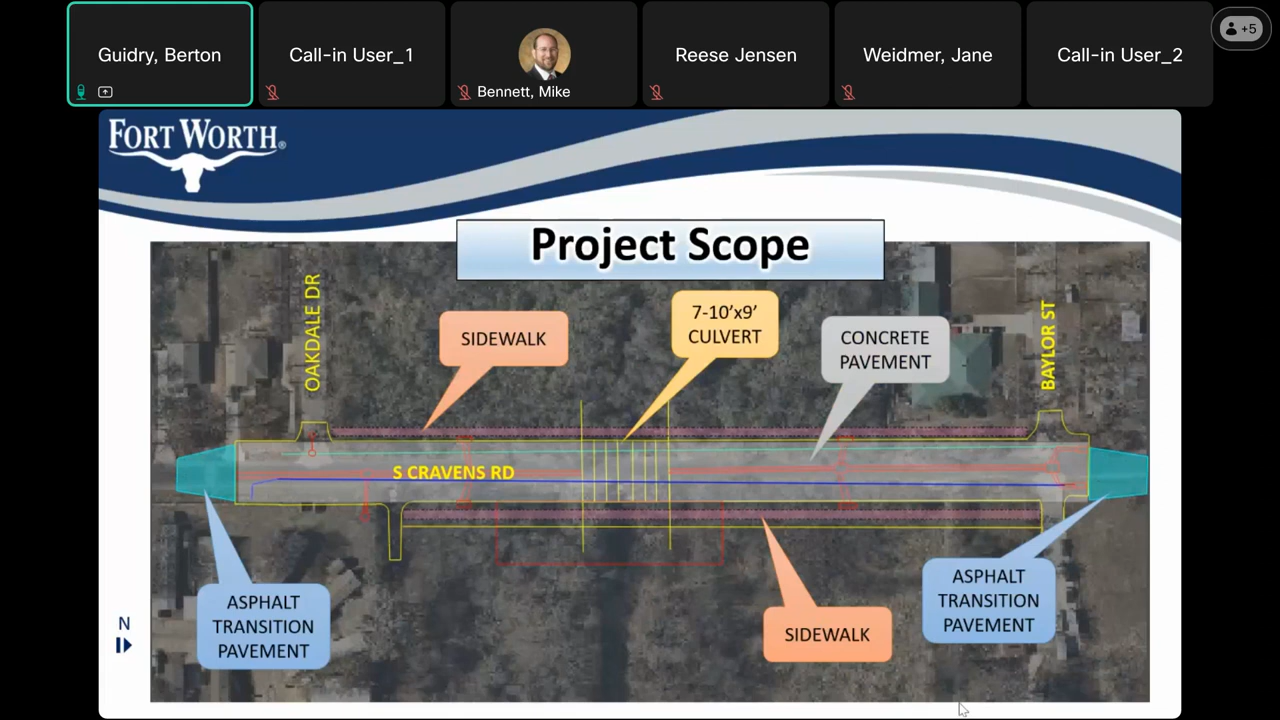 Guidry, Berton
Call-in User_1
Bennett, Mike
Reese Jensen
Weidmer, Jane
Call-in User_2
+5
FORT WORTH®
Project Scope
OAKDALE DR
SIDEWALK
7-10'x9'
CULVERT
CONCRETE
PAVEMENT
BAYLOR ST
S CRAVENS RD
ASPHALT
TRANSITION
PAVEMENT
SIDEWALK
ASPHALT
TRANSITION
PAVEMENT
N